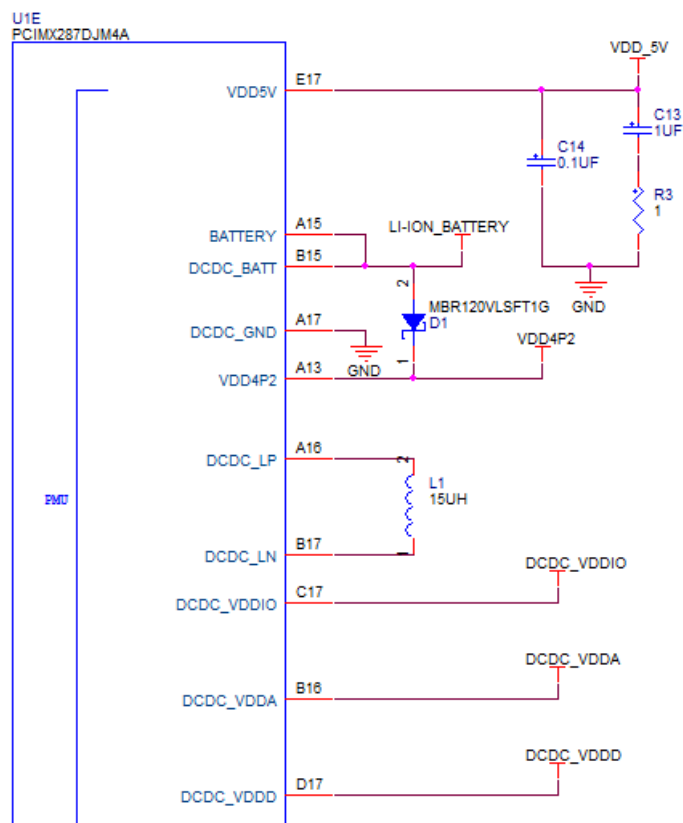 U1E
PCIMX287DJM4A
VDD_5V
VDD5V
E17
C13
1UF
C14
0.1UF
R3
1
GND
BATTERY
A15
LI-ION_BATTERY
DCDC_BATT
B15
2
MBR120VLSFT1G
D1
1
DCDC_GND
A17
GND
VDD4P2
VDD4P2
A13
DCDC_LP
A16
2
L1
15UH
1
PMU
DCDC_LN
B17
DCDC_VDDIO
DCDC_VDDIO
C17
DCDC_VDDA
DCDC_VDDA
B16
DCDC_VDDD
DCDC_VDDD
D17